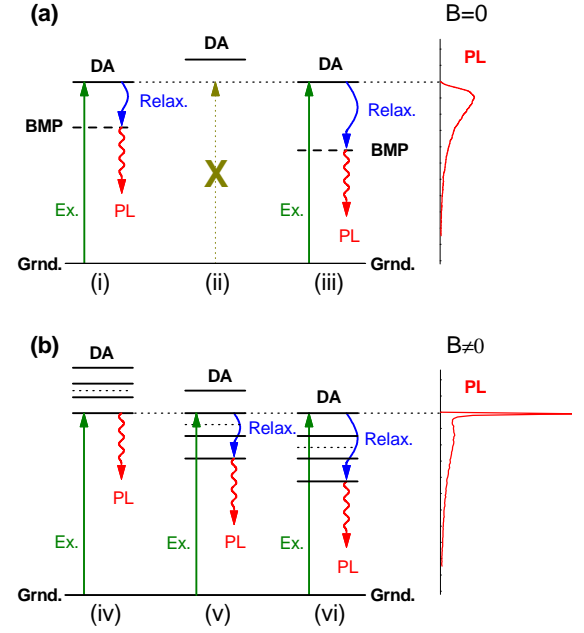 (a)
B=0
DA
DA
DA
PL
Relax.
Relax.
BMP
BMP
X
Ex.
PL
Ex.
PL
Grnd.
Grnd.
(i)
(ii)
(iii)
(b)
B≠0
DA
DA
DA
PL
Relax.
Relax.
PL
Ex.
Ex.
PL
Ex.
PL
Grnd.
Grnd.
(iv)
(v)
(vi)